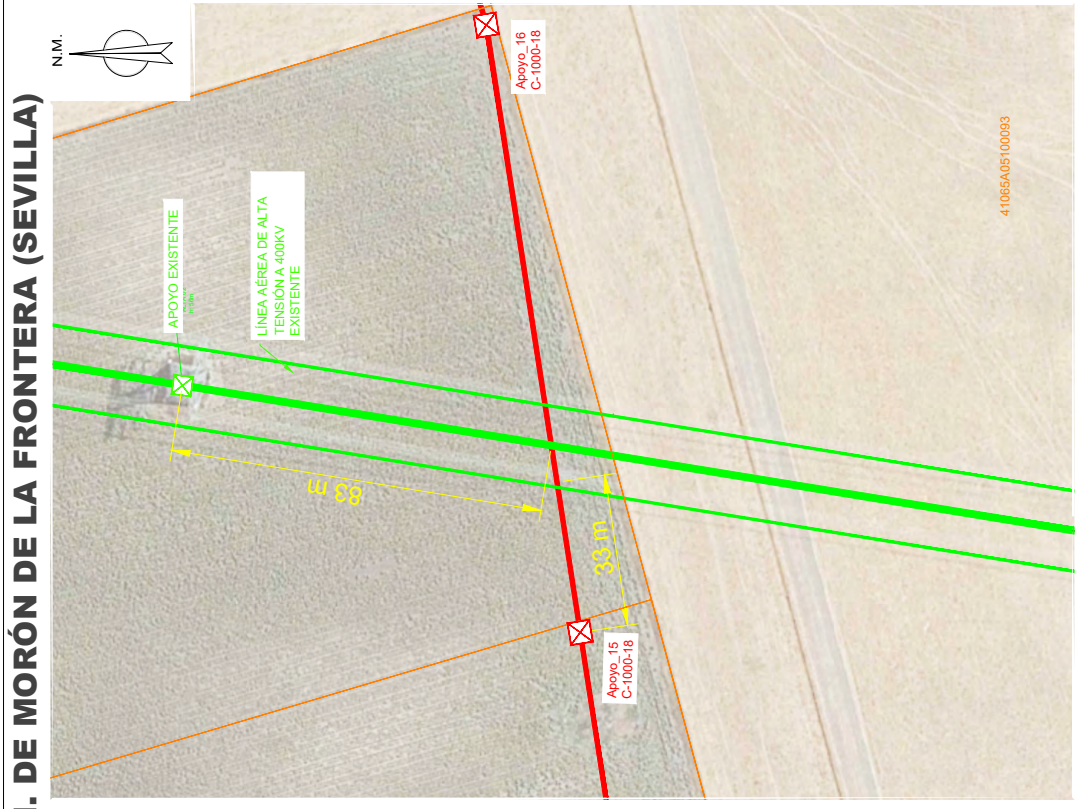 . DE MORÓN DE LA FRONTERA (SEVILLA)
N.M.
APOYO EXISTENTE
LÍNEA AÉREA DE ALTA
TENSIÓN A 400KV
EXISTENTE
Apoyo_16
C-1000-18
83 m
33 m
Apoyo_15
C-1000-18
41065A05100093